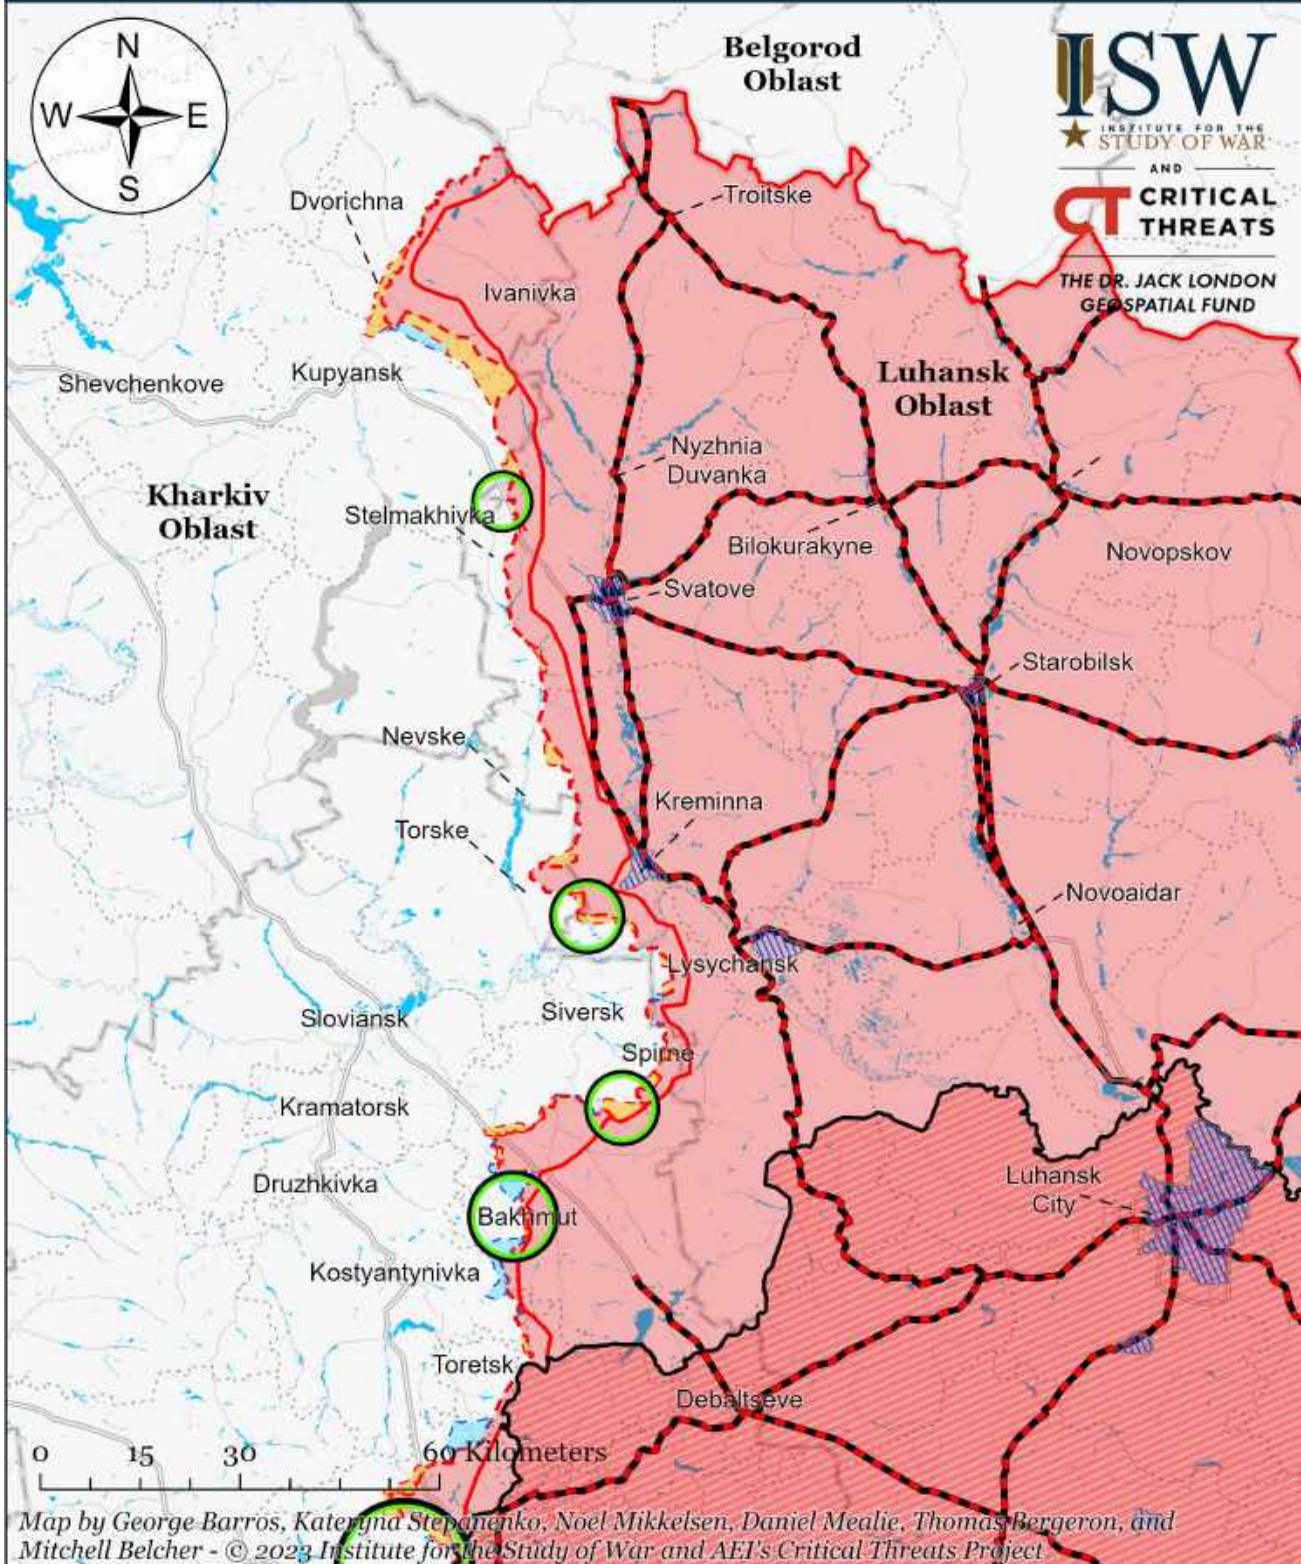 N
W
E
S
Belgorod
Oblast
ISW
INSTITUTE FOR THE
STUDY OF WAR
AND
CT CRITICAL
THREATS
THE DR. JACK LONDON
GEOSPATIAL FUND
Dvorichna
Troitske
Ivanivka
Shevchenkove
Kupyansk
Luhansk
Oblast
Nyzhnia
Duvanka
Kharkiv
Oblast
Stelmakhivka
Bilokurakyne
Novopskov
Svatove
Starobilsk
Nevske
Kreminna
Torske
Novoaidar
Lysychansk
Siversk
Sloviansk
Spirne
Kramatorsk
Druzhkivka
Luhansk
City
Bakhmut
Kostyantynivka
Toretsk
Debaltseve
0 15 30 60 Kilometers
Map by George Barros, Kateryna Stepanenko, Noel Mikkelsen, Daniel Mealie, Thomas Bergeron, and
Mitchell Belcher - © 2023 Institute for the Study of War and AEI's Critical Threats Project